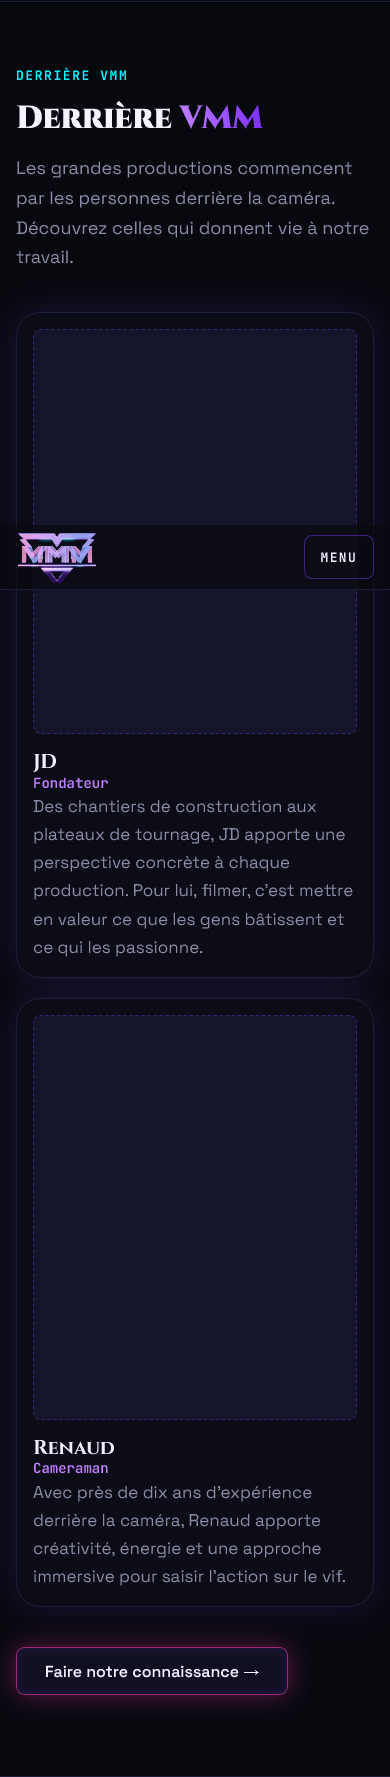 DERRIÈRE VMM
Derrière VMM
Les grandes productions commencent
par les personnes derrière la caméra.
Découvrez celles qui donnent vie à notre
travail.
VMM
MENU
JD
Fondateur
Des chantiers de construction aux
plateaux de tournage, JD apporte une
perspective concrète à chaque
production. Pour lui, filmer, c’est mettre
en valeur ce que les gens bâtissent et
ce qui les passionne.
Renaud
Cameraman
Avec près de dix ans d’expérience
derrière la caméra, Renaud apporte
créativité, énergie et une approche
immersive pour saisir l’action sur le vif.
Faire notre connaissance →